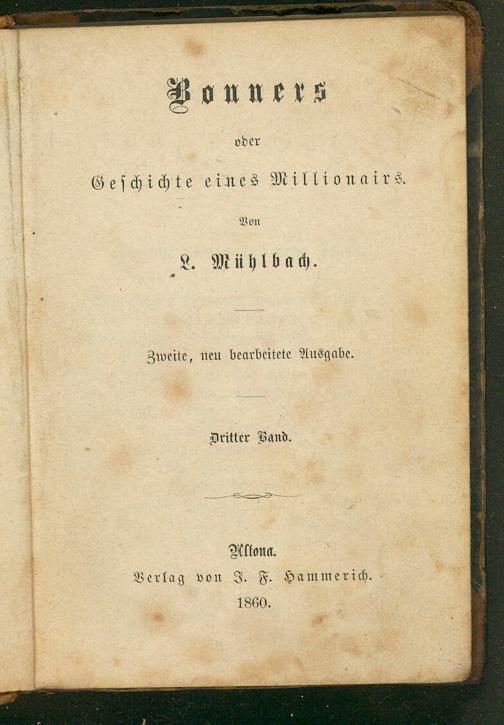 Bonners
oder
Geschichte eines Millionairs.
Von
L. Mühlbach.
Zweite, neu bearbeitete Ausgabe.
Dritter Band.
Altona.
Verlag von J. F. Hammerich.
1860.